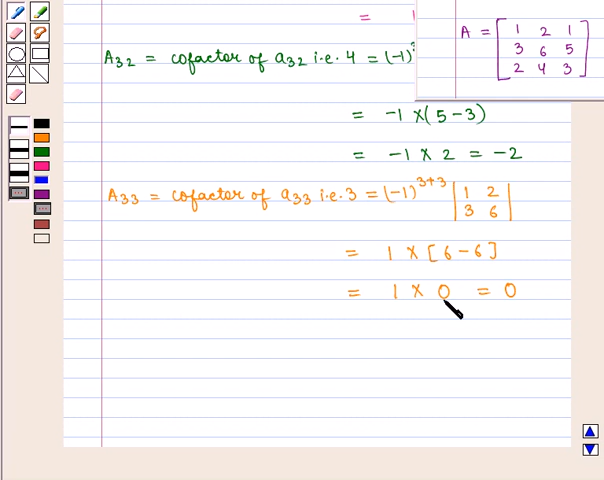 =
A = [ 1 2 1
3 6 5
2 4 3 ]
A32 = cofactor of a32 i.e. 4 = (-1)
= -1 × (5 - 3)
= -1 × 2 = -2
A33 = cofactor of a33 i.e. 3 = (-1)^3+3 | 1 2
3 6 |
= 1 × [6 - 6]
= 1 × 0 = 0